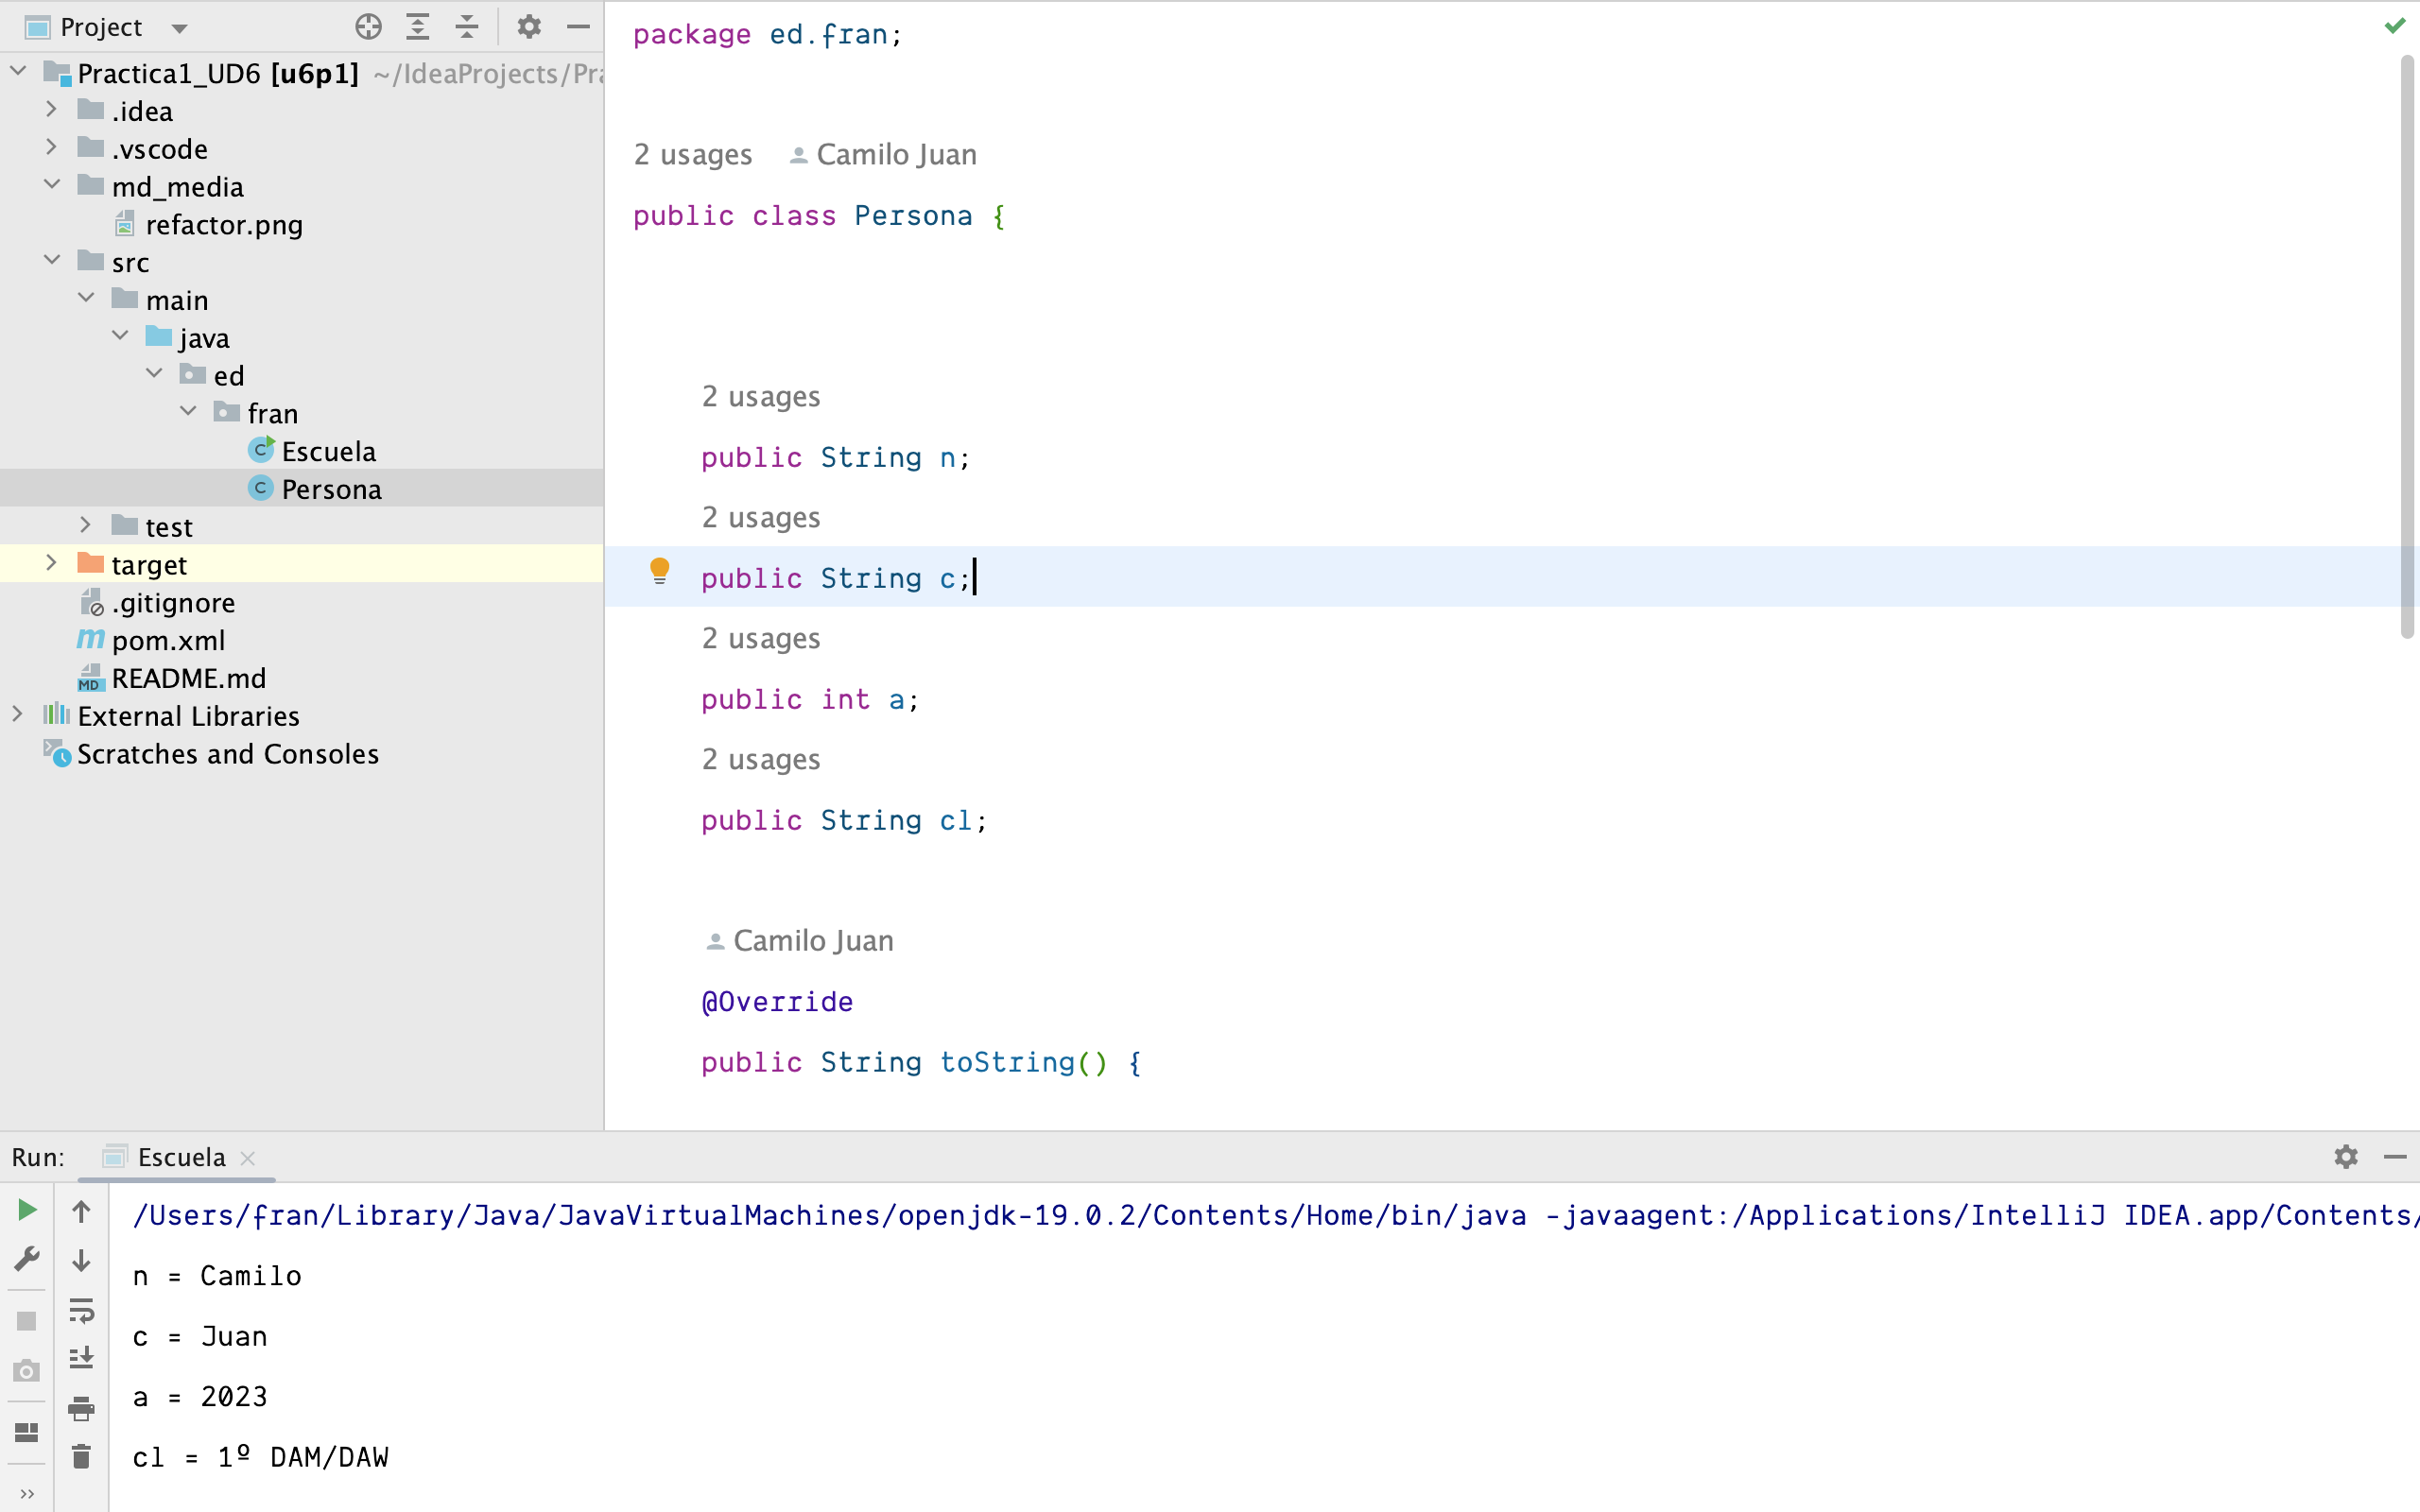 Project
Practica1_UD6 [u6p1] ~/IdeaProjects/Pra
.idea
.vscode
md_media
refactor.png
src
main
java
ed
fran
Escuela
Persona
test
target
.gitignore
pom.xml
README.md
External Libraries
Scratches and Consoles
package ed.fran;
2 usages Camilo Juan
public class Persona {
2 usages
public String n;
2 usages
public String c;
2 usages
public int a;
2 usages
public String cl;
Camilo Juan
@Override
public String toString() {
Run: Escuela
/Users/fran/Library/Java/JavaVirtualMachines/openjdk-19.0.2/Contents/Home/bin/java -javaagent:/Applications/IntelliJ IDEA.app/Contents/
n = Camilo
c = Juan
a = 2023
cl = 1º DAM/DAW